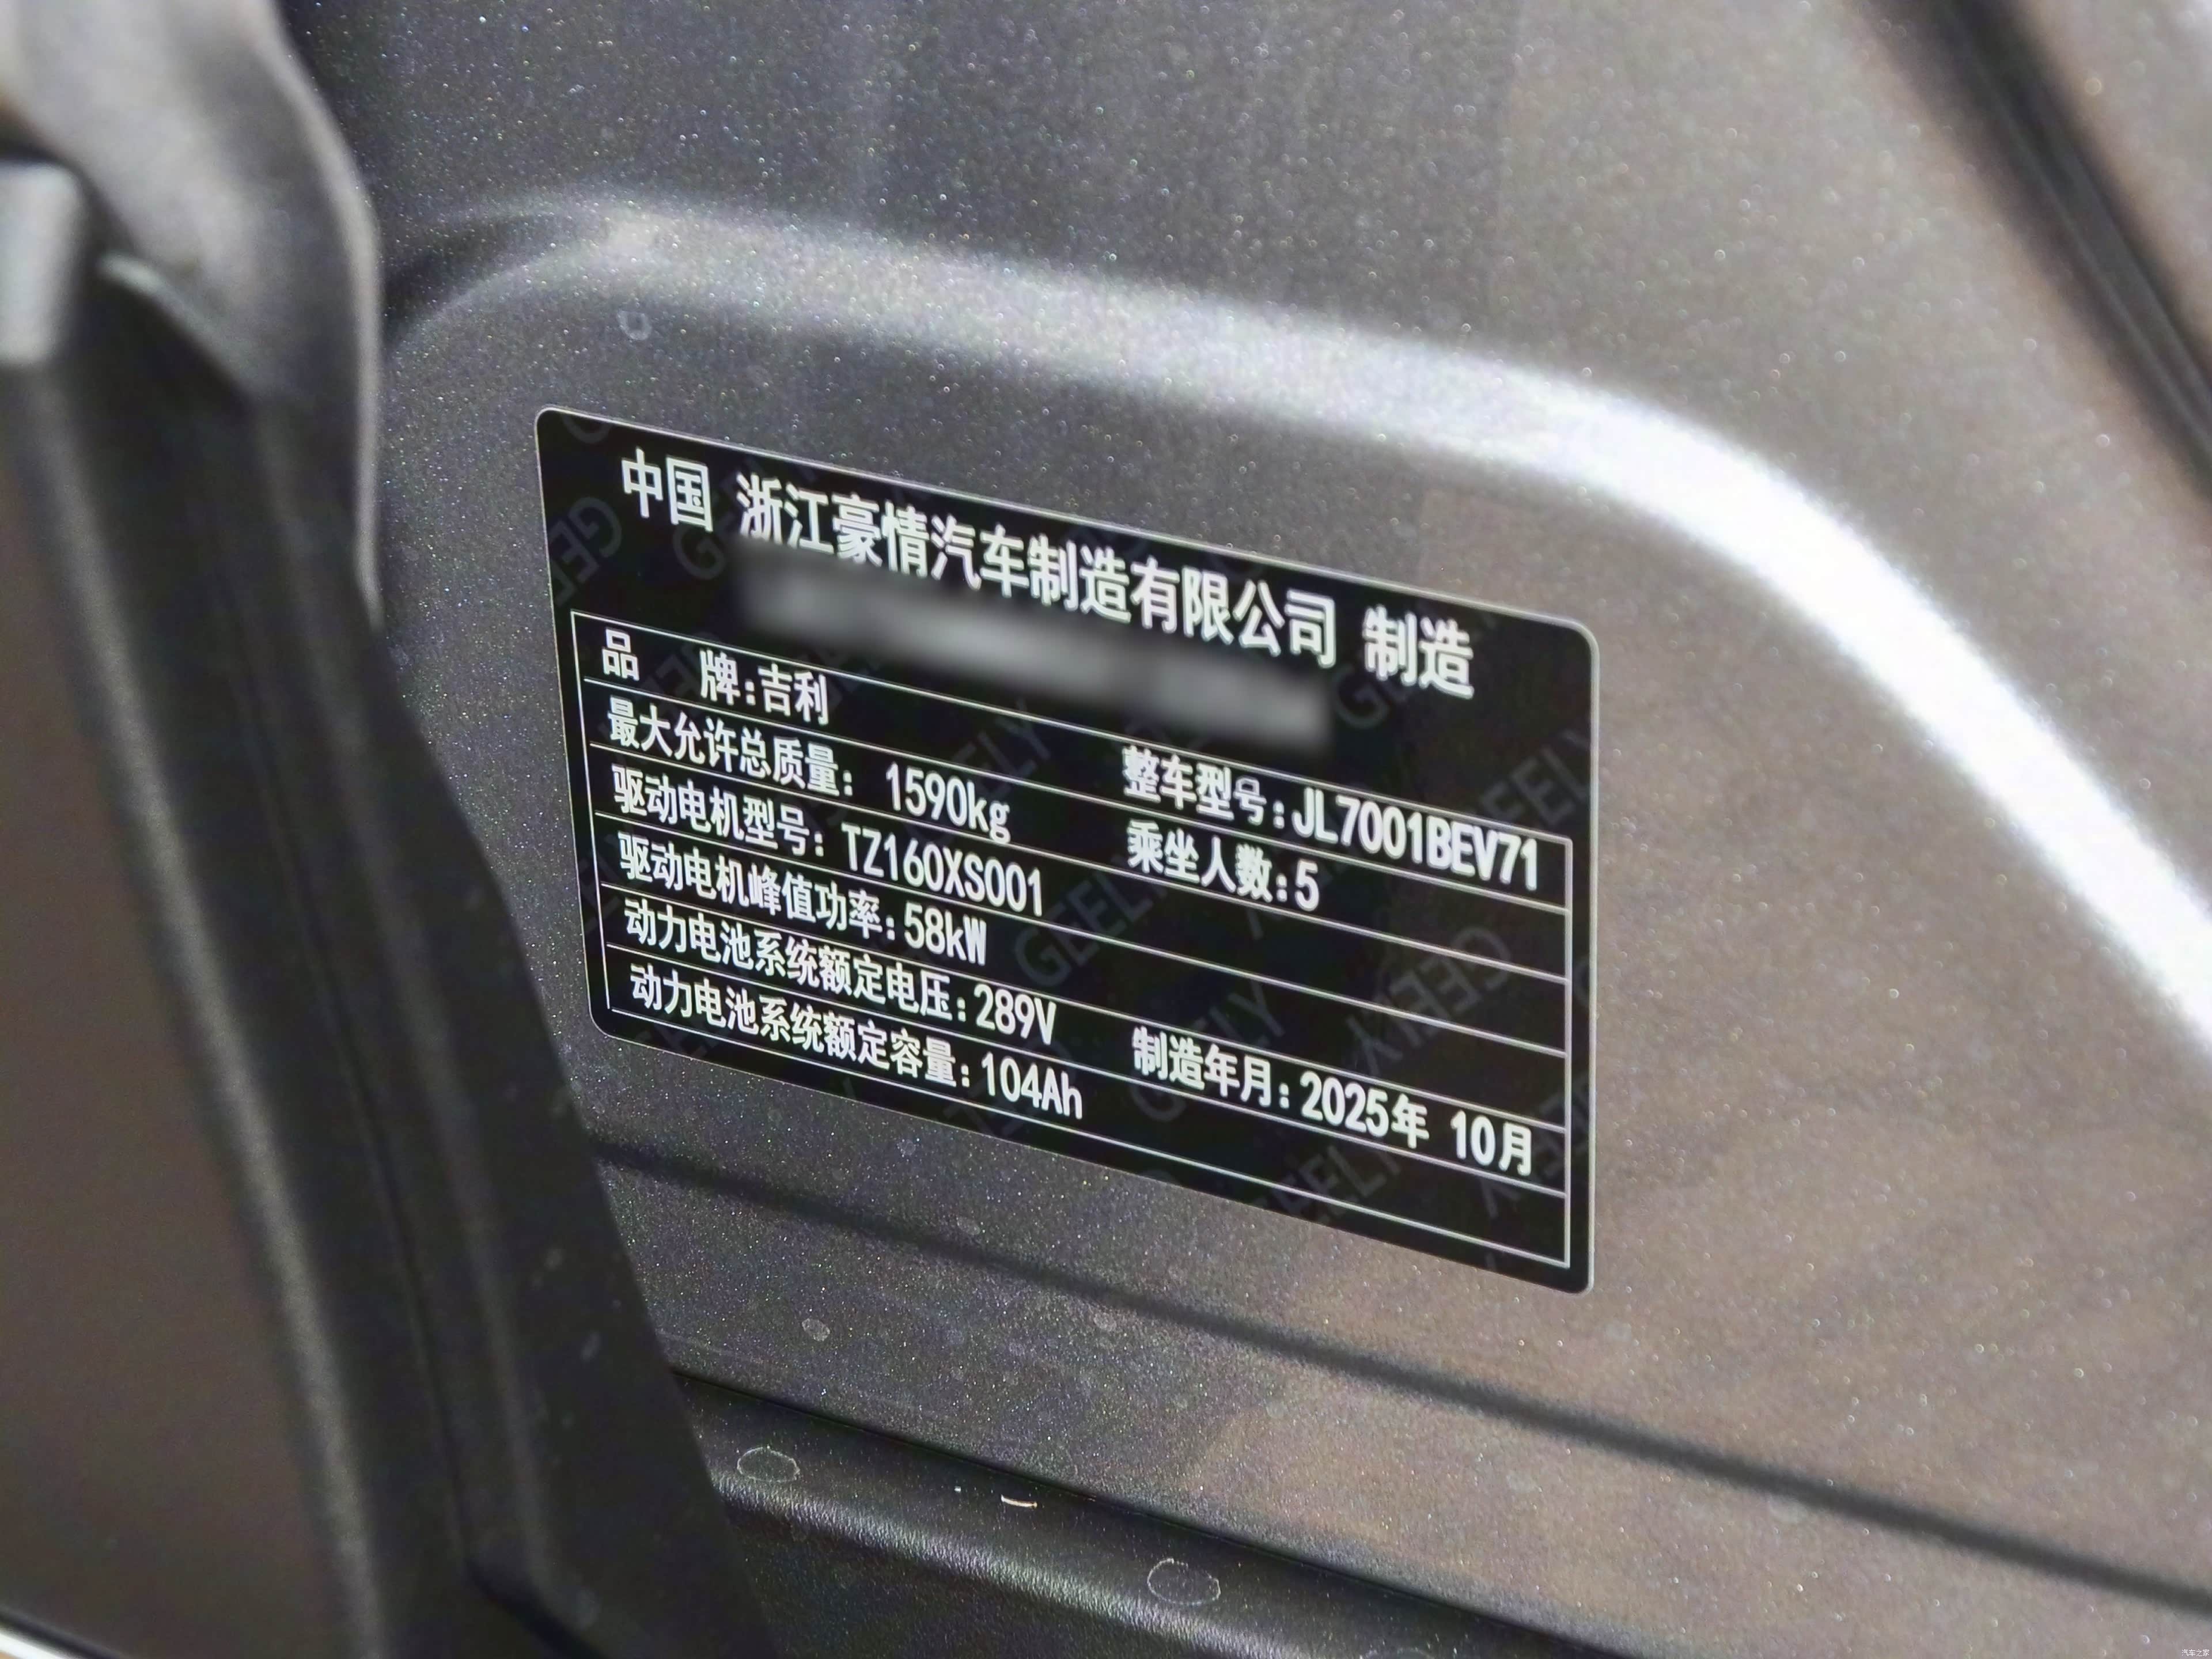 中国 浙江豪情汽车制造有限公司 制造
品 牌:吉利 整车型号:JL7001BEV71
最大允许总质量: 1590kg 乘坐人数:5
驱动电机型号: TZ160XS001
驱动电机峰值功率:58kW
动力电池系统额定电压:289V 制造年月:2025年 10月
动力电池系统额定容量:104Ah
汽车之家